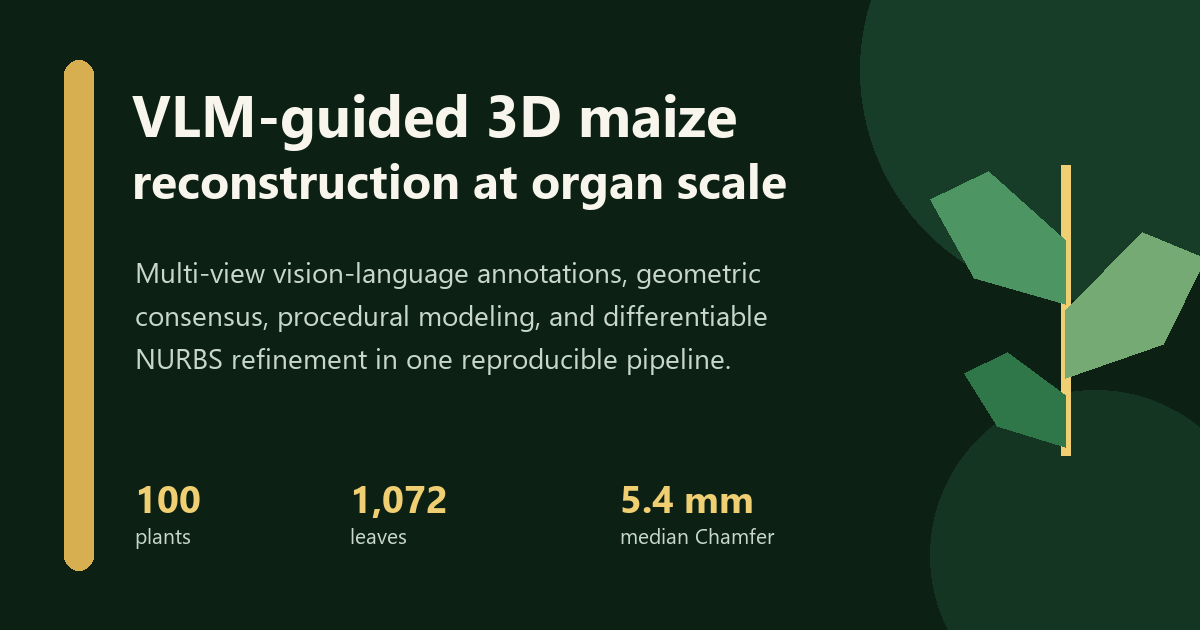 VLM-guided 3D maize
reconstruction at organ scale
Multi-view vision-language annotations, geometric
consensus, procedural modeling, and differentiable
NURBS refinement in one reproducible pipeline.
100
plants
1,072
leaves
5.4 mm
median Chamfer